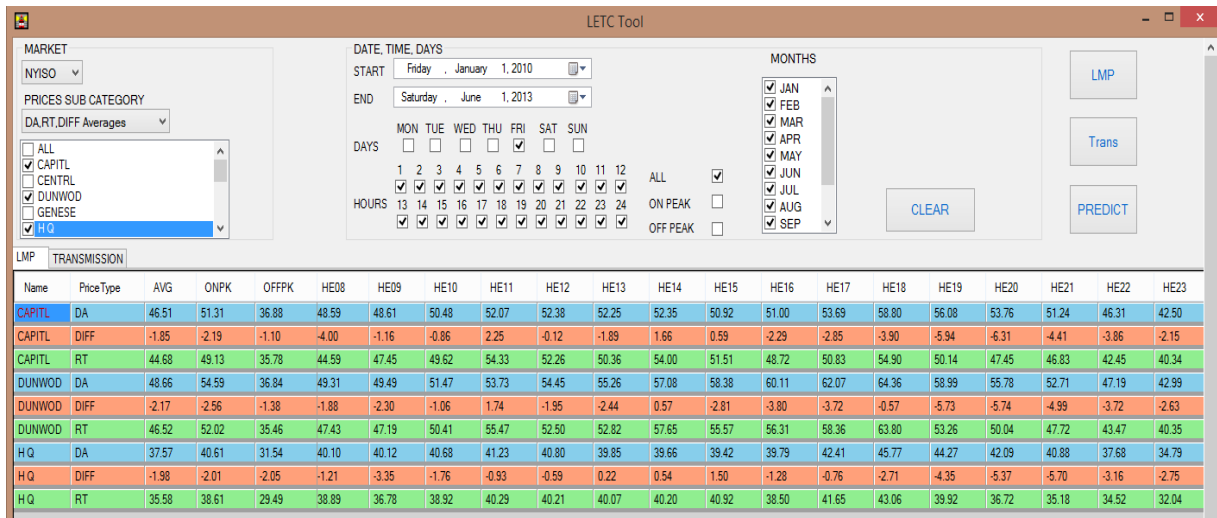 LETC Tool
MARKET
NYISO
PRICES SUB CATEGORY
DA,RT,DIFF Averages
ALL
CAPITL
CENTRL
DUNWOD
GENESE
H Q
DATE, TIME, DAYS
START Friday , January 1, 2010
END Saturday , June 1, 2013
MON TUE WED THU FRI SAT SUN
DAYS
1 2 3 4 5 6 7 8 9 10 11 12
HOURS 13 14 15 16 17 18 19 20 21 22 23 24
ALL
ON PEAK
OFF PEAK
MONTHS
JAN
FEB
MAR
APR
MAY
JUN
JUL
AUG
SEP
CLEAR
LMP
Trans
PREDICT
LMP TRANSMISSION
Name PriceType AVG ONPK OFFPK HE08 HE09 HE10 HE11 HE12 HE13 HE14 HE15 HE16 HE17 HE18 HE19 HE20 HE21 HE22 HE23
CAPITL DA 46.51 51.31 36.88 48.59 48.61 50.48 52.07 52.38 52.25 52.35 50.92 51.00 53.69 58.80 56.08 53.76 51.24 46.31 42.50
CAPITL DIFF -1.85 -2.19 -1.10 -4.00 -1.16 -0.86 2.25 -0.12 -1.89 1.66 0.59 -2.29 -2.85 -3.90 -5.94 -6.31 -4.41 -3.86 -2.15
CAPITL RT 44.68 49.13 35.78 44.59 47.45 49.62 54.33 52.26 50.36 54.00 51.51 48.72 50.83 54.90 50.14 47.45 46.83 42.45 40.34
DUNWOD DA 48.66 54.59 36.84 49.31 49.49 51.47 53.73 54.45 55.26 57.08 58.38 60.11 62.07 64.36 58.99 55.78 52.71 47.19 42.99
DUNWOD DIFF -2.17 -2.56 -1.38 -1.88 -2.30 -1.06 1.74 -1.95 -2.44 0.57 -2.81 -3.80 -3.72 -0.57 -5.73 -5.74 -4.99 -3.72 -2.63
DUNWOD RT 46.52 52.02 35.46 47.43 47.19 50.41 55.47 52.50 52.82 57.65 55.57 56.31 58.36 63.80 53.26 50.04 47.72 43.47 40.35
H Q DA 37.57 40.61 31.54 40.10 40.12 40.68 41.23 40.80 39.85 39.66 39.42 39.79 42.41 45.77 44.27 42.09 40.88 37.68 34.79
H Q DIFF -1.98 -2.01 -2.05 -1.21 -3.35 -1.76 -0.93 -0.59 0.22 0.54 1.50 -1.28 -0.76 -2.71 -4.35 -5.37 -5.70 -3.16 -2.75
H Q RT 35.58 38.61 29.49 38.89 36.78 38.92 40.29 40.21 40.07 40.20 40.92 38.50 41.65 43.06 39.92 36.72 35.18 34.52 32.04